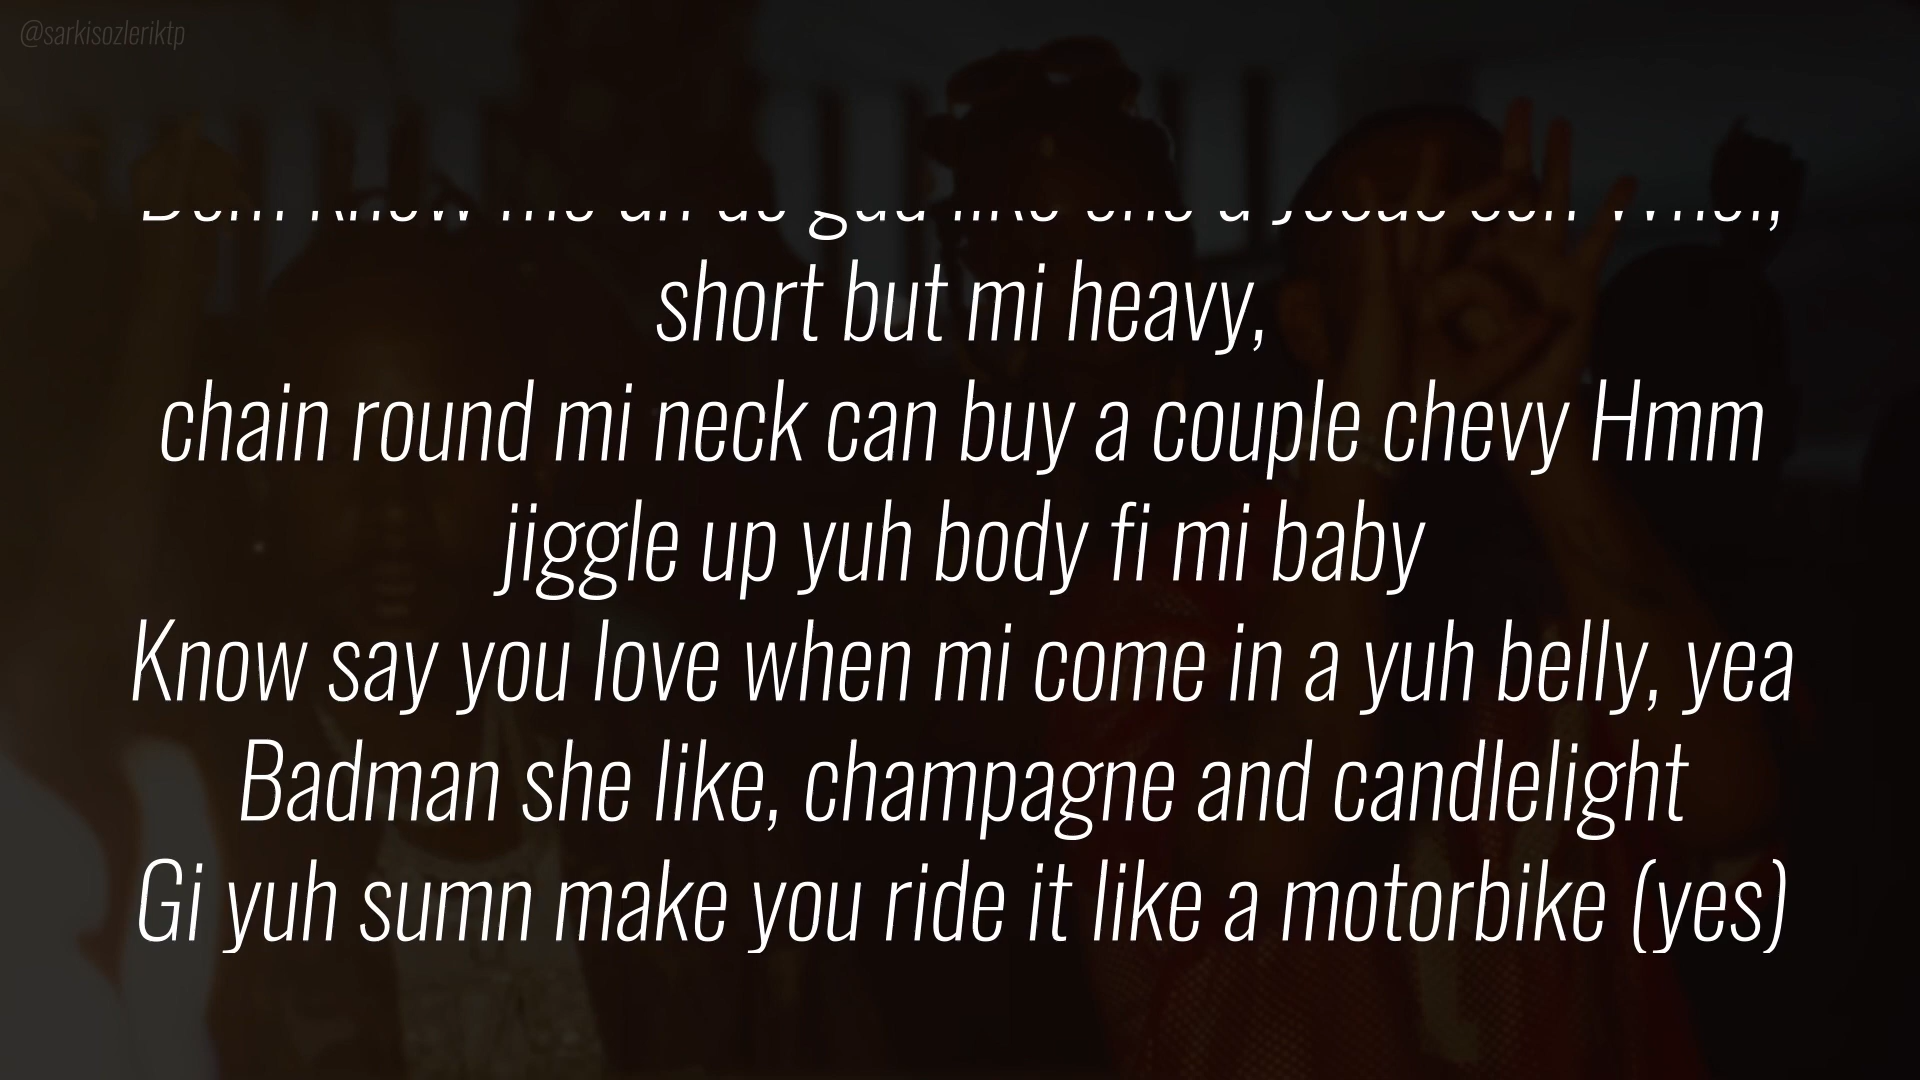 @sarkisozleriktp
short but mi heavy,
chain round mi neck can buy a couple chevy Hmm
jiggle up yuh body fi mi baby
Know say you love when mi come in a yuh belly, yea
Badman she like, champagne and candlelight
Gi yuh sumn make you ride it like a motorbike (yes)